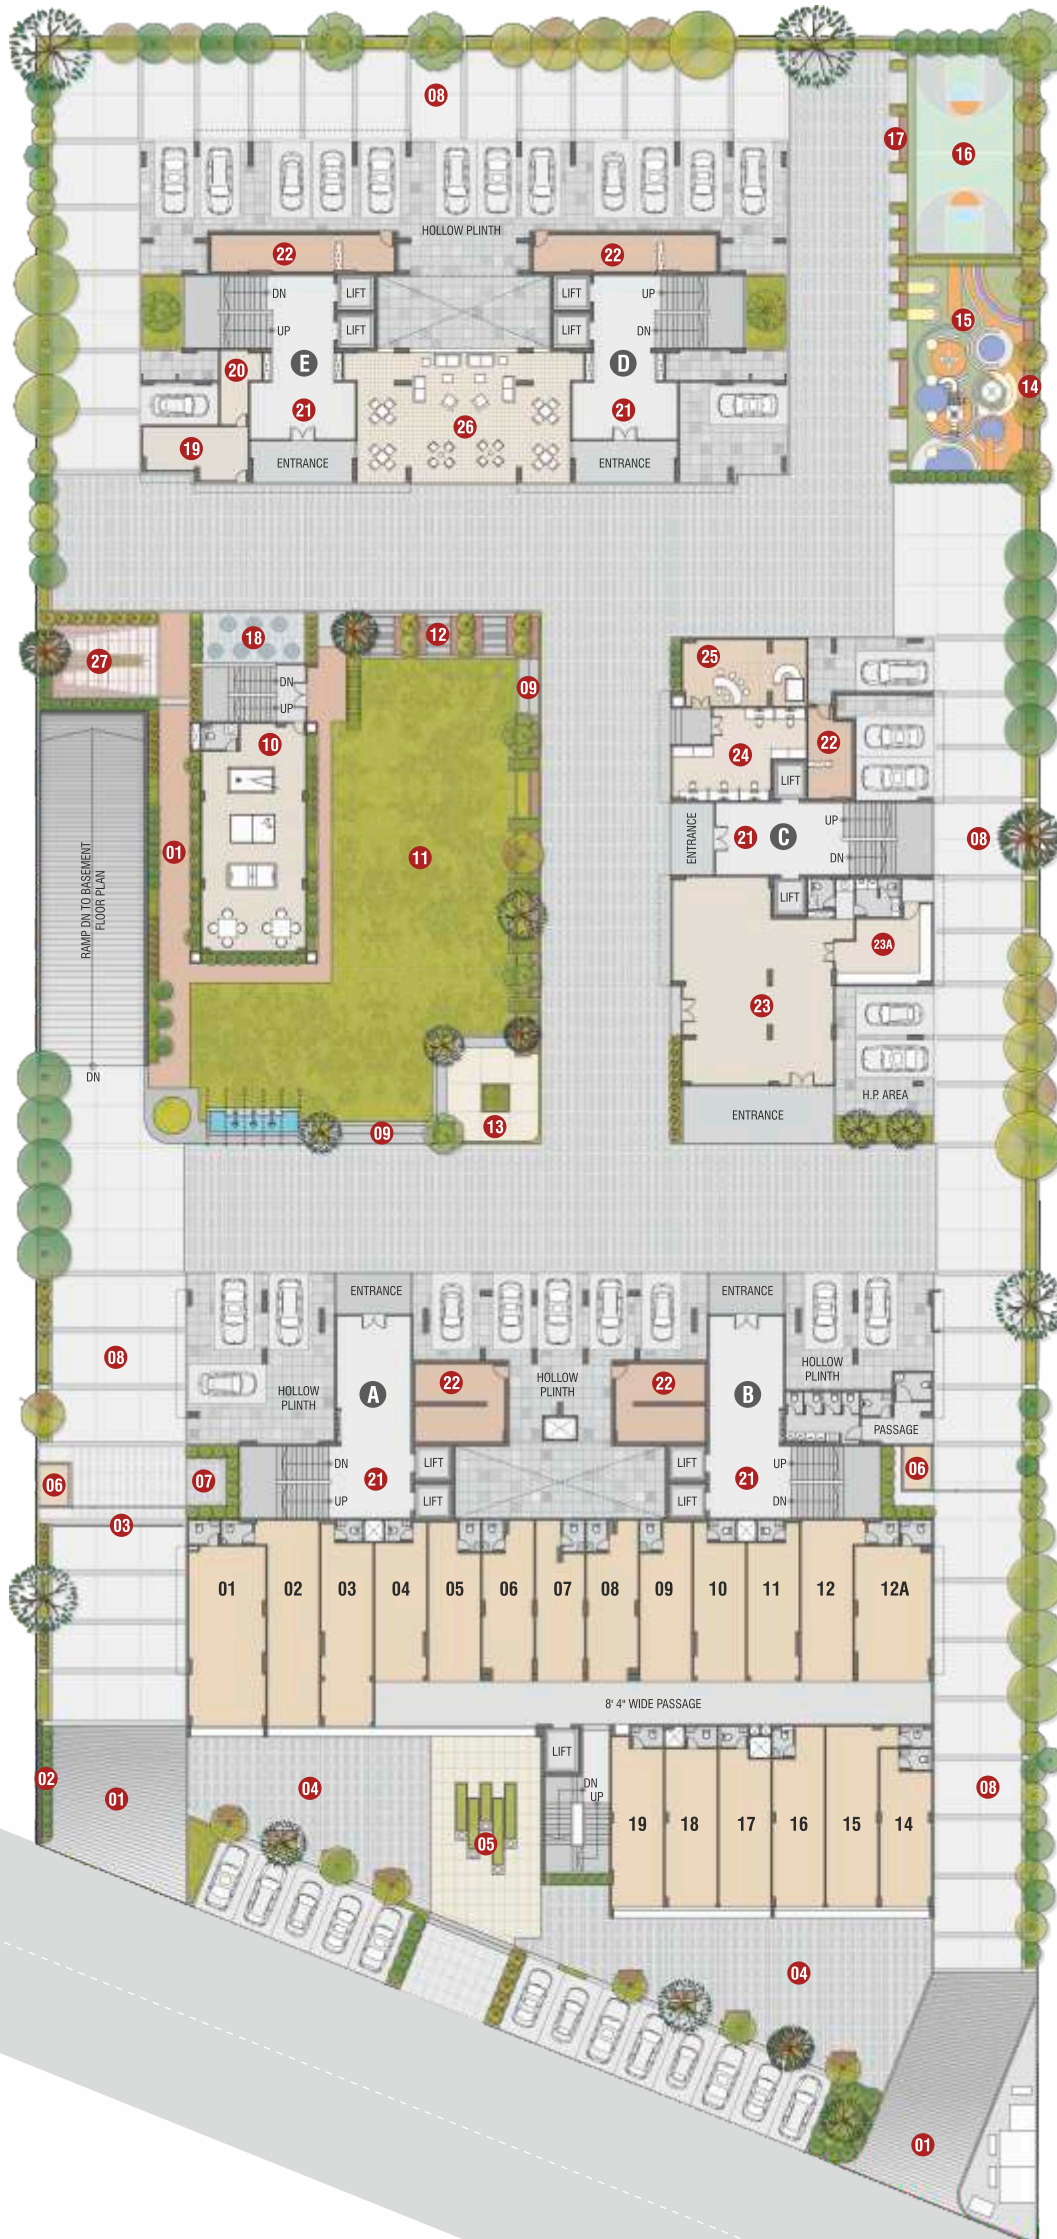 08
17
16
HOLLOW PLINTH
22
22
DN
LIFT
LIFT
UP
UP
LIFT
LIFT
DN
15
E
D
20
14
21
21
26
19
ENTRANCE
ENTRANCE
18
12
27
25
DN
09
UP
10
24
22
LIFT
UP
01
ENTRANCE
21
C
08
11
DN
RAMP DN TO BASEMENT
FLOOR PLAN
LIFT
23A
23
DN
H.P. AREA
ENTRANCE
09
13
ENTRANCE
ENTRANCE
08
HOLLOW
PLINTH
HOLLOW
PLINTH
HOLLOW
PLINTH
A
22
22
B
PASSAGE
DN
LIFT
LIFT
UP
06
07
21
21
06
UP
LIFT
LIFT
DN
03
01
02
03
04
05
06
07
08
09
10
11
12
12A
8' 4" WIDE PASSAGE
LIFT
02
01
04
DN
UP
08
05
19
18
17
16
15
14
04
01